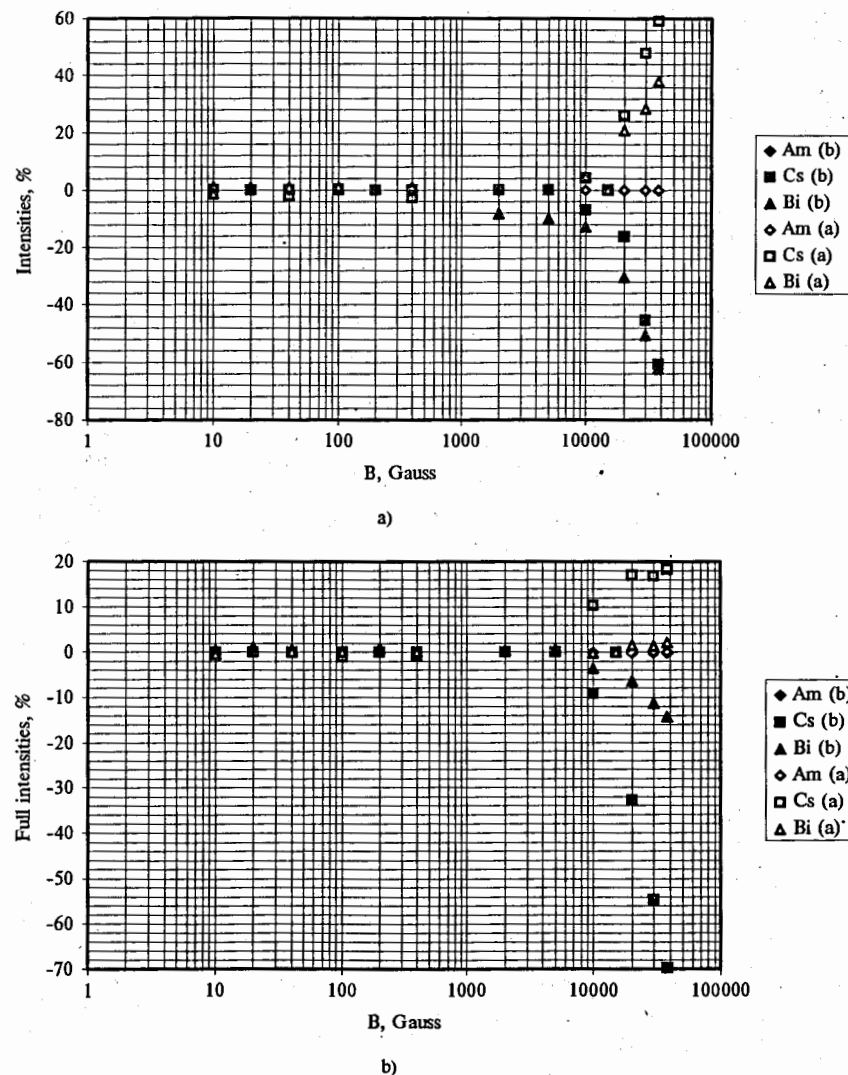 60
40
20
0
-20
-40
-60
-80
Intensities, %
1 10 100 1000 10000 100000
B, Gauss
Am (b)
Cs (b)
Bi (b)
Am (a)
Cs (a)
Bi (a)
a)
20
10
0
-10
-20
-30
-40
-50
-60
-70
Full intensities, %
1 10 100 1000 10000 100000
B, Gauss
Am (b)
Cs (b)
Bi (b)
Am (a)
Cs (a)
Bi (a)
b)